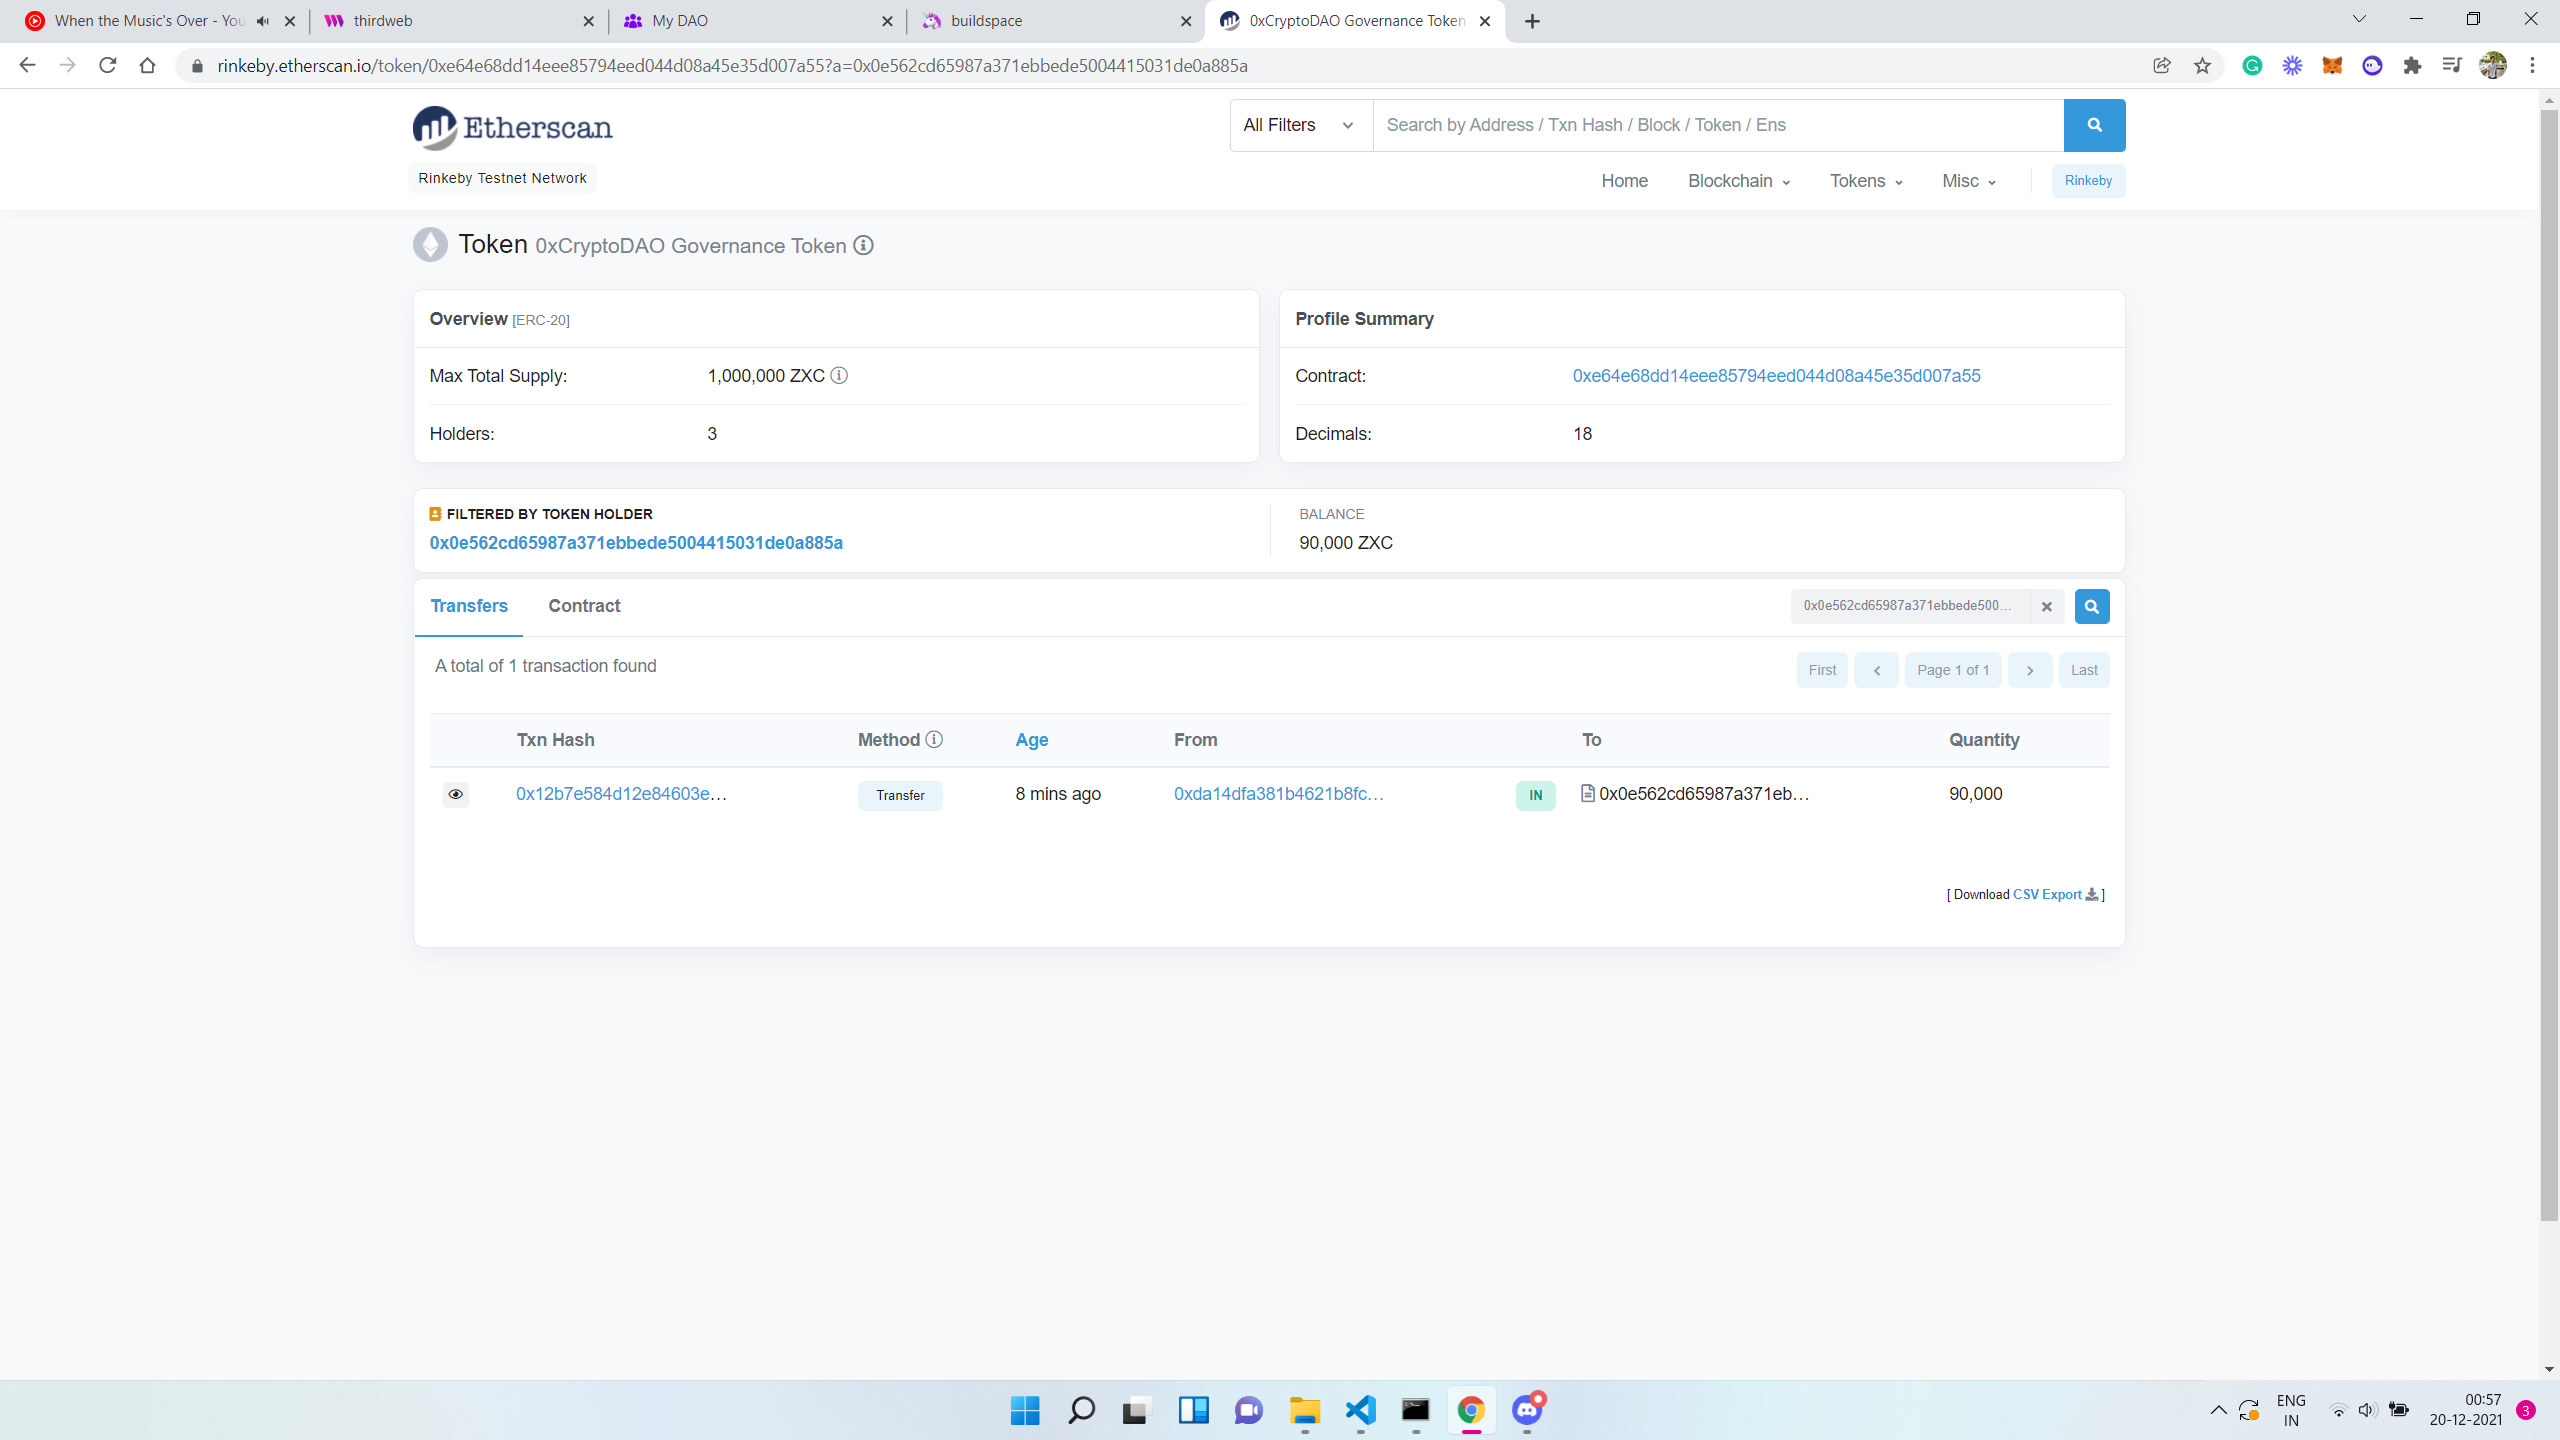 When the Music's Over - You
thirdweb
My DAO
buildspace
0xCryptoDAO Governance Token
rinkeby.etherscan.io/token/0xe64e68dd14eee85794eed044d08a45e35d007a55?a=0x0e562cd65987a371ebbede5004415031de0a885a
Etherscan
All Filters
Search by Address / Txn Hash / Block / Token / Ens
Rinkeby Testnet Network
Home
Blockchain
Tokens
Misc
Rinkeby
Token 0xCryptoDAO Governance Token
Overview [ERC-20]
Max Total Supply: 1,000,000 ZXC
Holders: 3
Profile Summary
Contract: 0xe64e68dd14eee85794eed044d08a45e35d007a55
Decimals: 18
FILTERED BY TOKEN HOLDER
0x0e562cd65987a371ebbede5004415031de0a885a
BALANCE
90,000 ZXC
Transfers
Contract
0x0e562cd65987a371ebbede500...
A total of 1 transaction found
First
Page 1 of 1
Last
Txn Hash Method Age From To Quantity
0x12b7e584d12e84603e... Transfer 8 mins ago 0xda14dfa381b4621b8fc... IN 0x0e562cd65987a371eb... 90,000
[ Download CSV Export ]
ENG
IN
00:57
20-12-2021
3